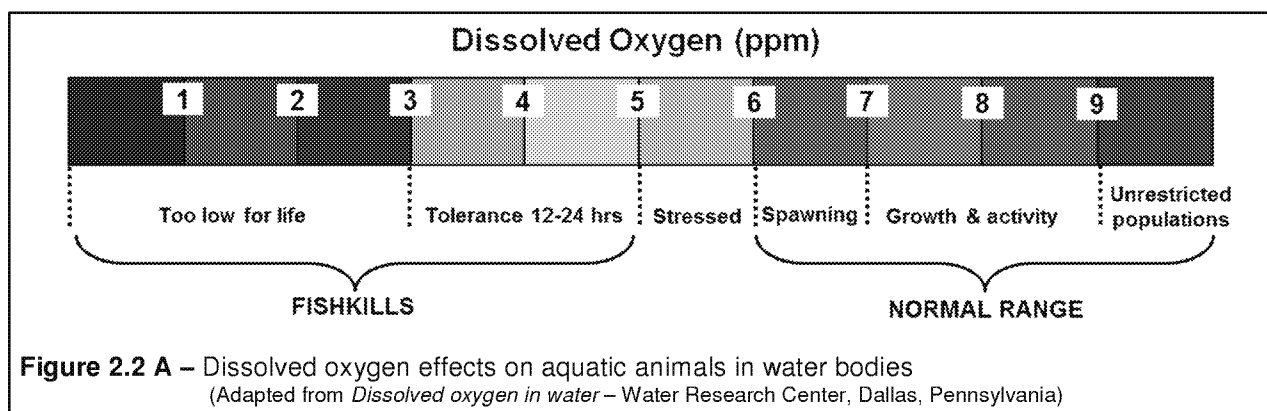 Dissolved Oxygen (ppm)
1 2 3 4 5 6 7 8 9
Too low for life Tolerance 12-24 hrs Stressed Spawning Growth & activity Unrestricted
populations
FISHKILLS NORMAL RANGE
Figure 2.2 A – Dissolved oxygen effects on aquatic animals in water bodies
(Adapted from Dissolved oxygen in water – Water Research Center, Dallas, Pennsylvania)